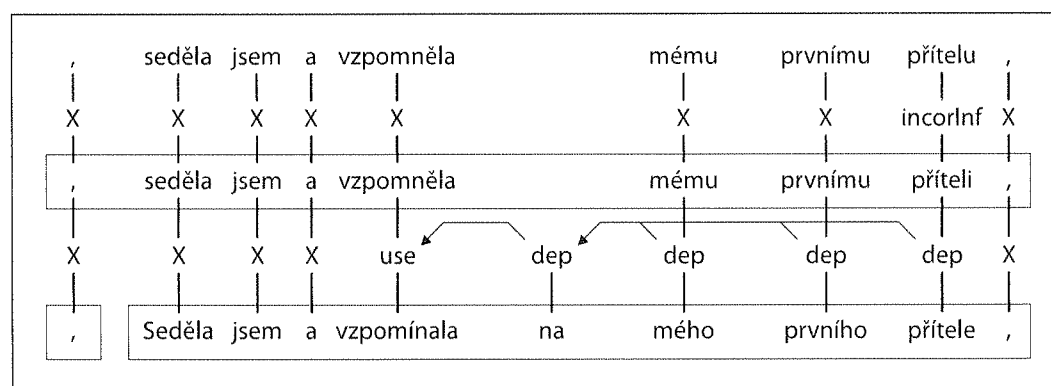 , seděla jsem a vzpomněla mému prvnímu přítelu ,
X X X X X X X incorInf X
, seděla jsem a vzpomněla mému prvnímu příteli ,
X X X X use dep dep dep dep X
, Seděla jsem a vzpomínala na mého prvního přítele ,